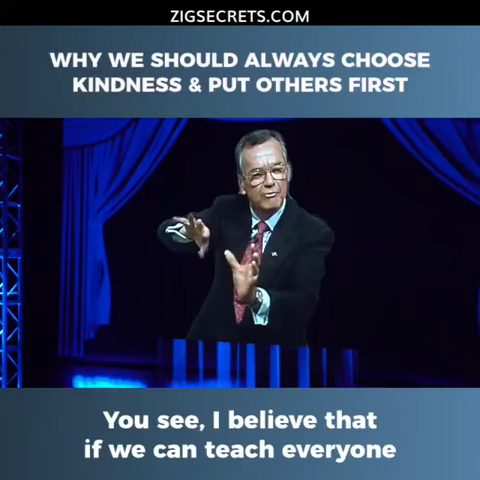 ZIGSECRETS.COM
WHY WE SHOULD ALWAYS CHOOSE
KINDNESS & PUT OTHERS FIRST
You see, I believe that
if we can teach everyone